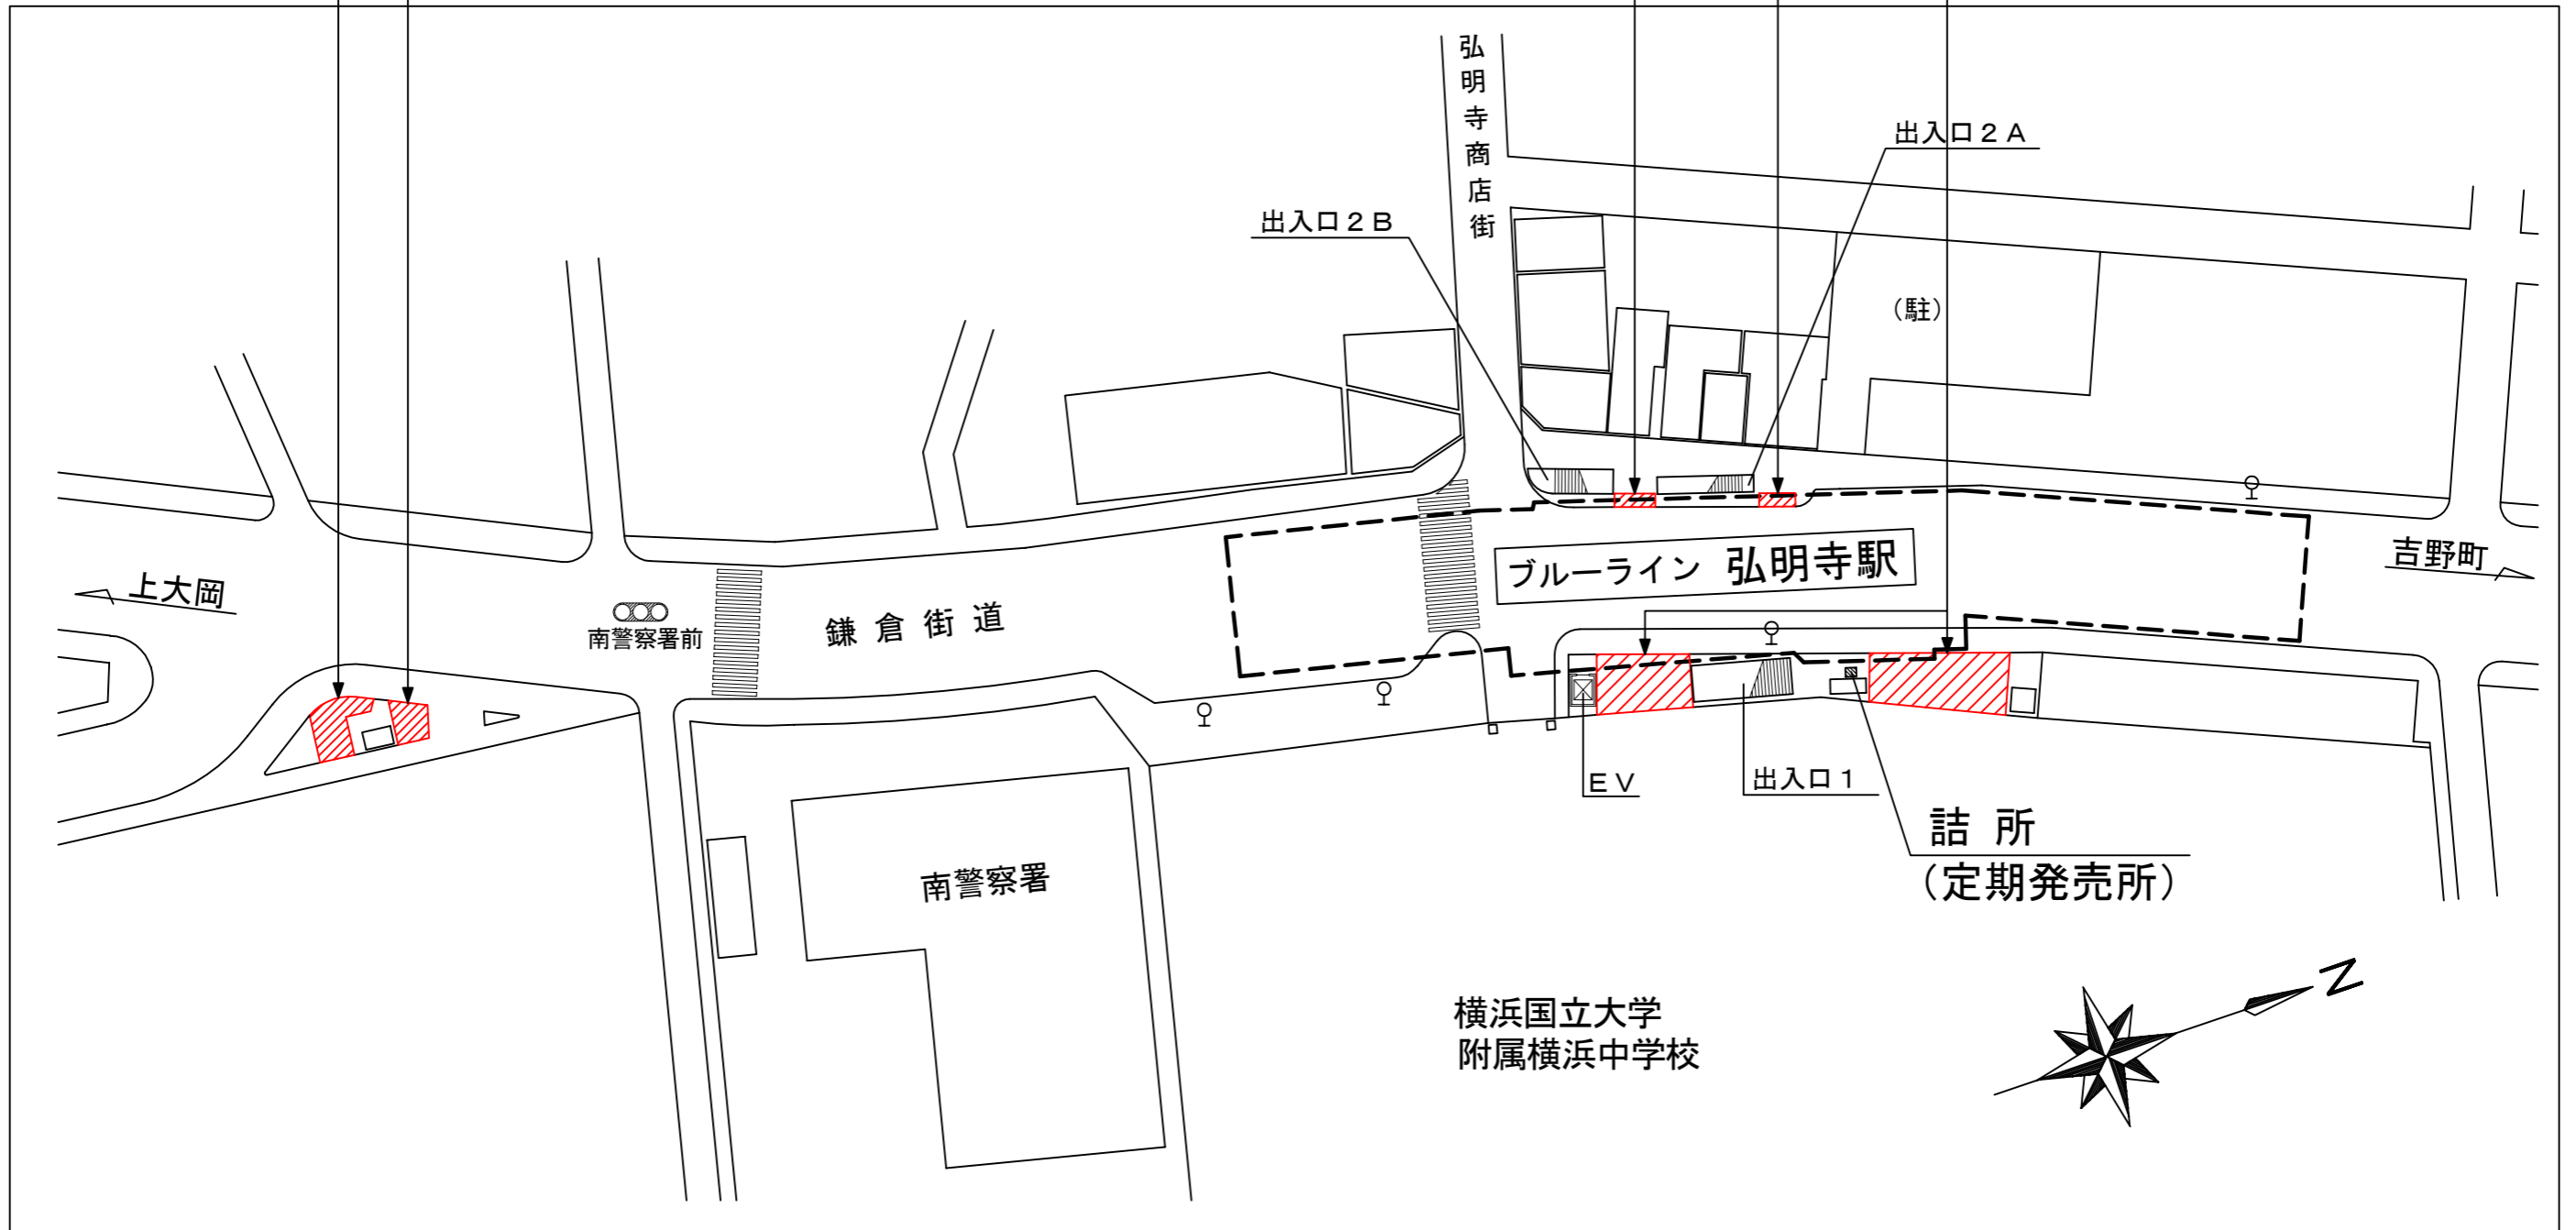 弘明寺商店街
出入口２Ａ
出入口２Ｂ
（駐）
ブルーライン 弘明寺駅
吉野町
上大岡
南警察署前
鎌倉街道
ＥＶ
出入口１
詰所
（定期発売所）
南警察署
横浜国立大学
附属横浜中学校
N